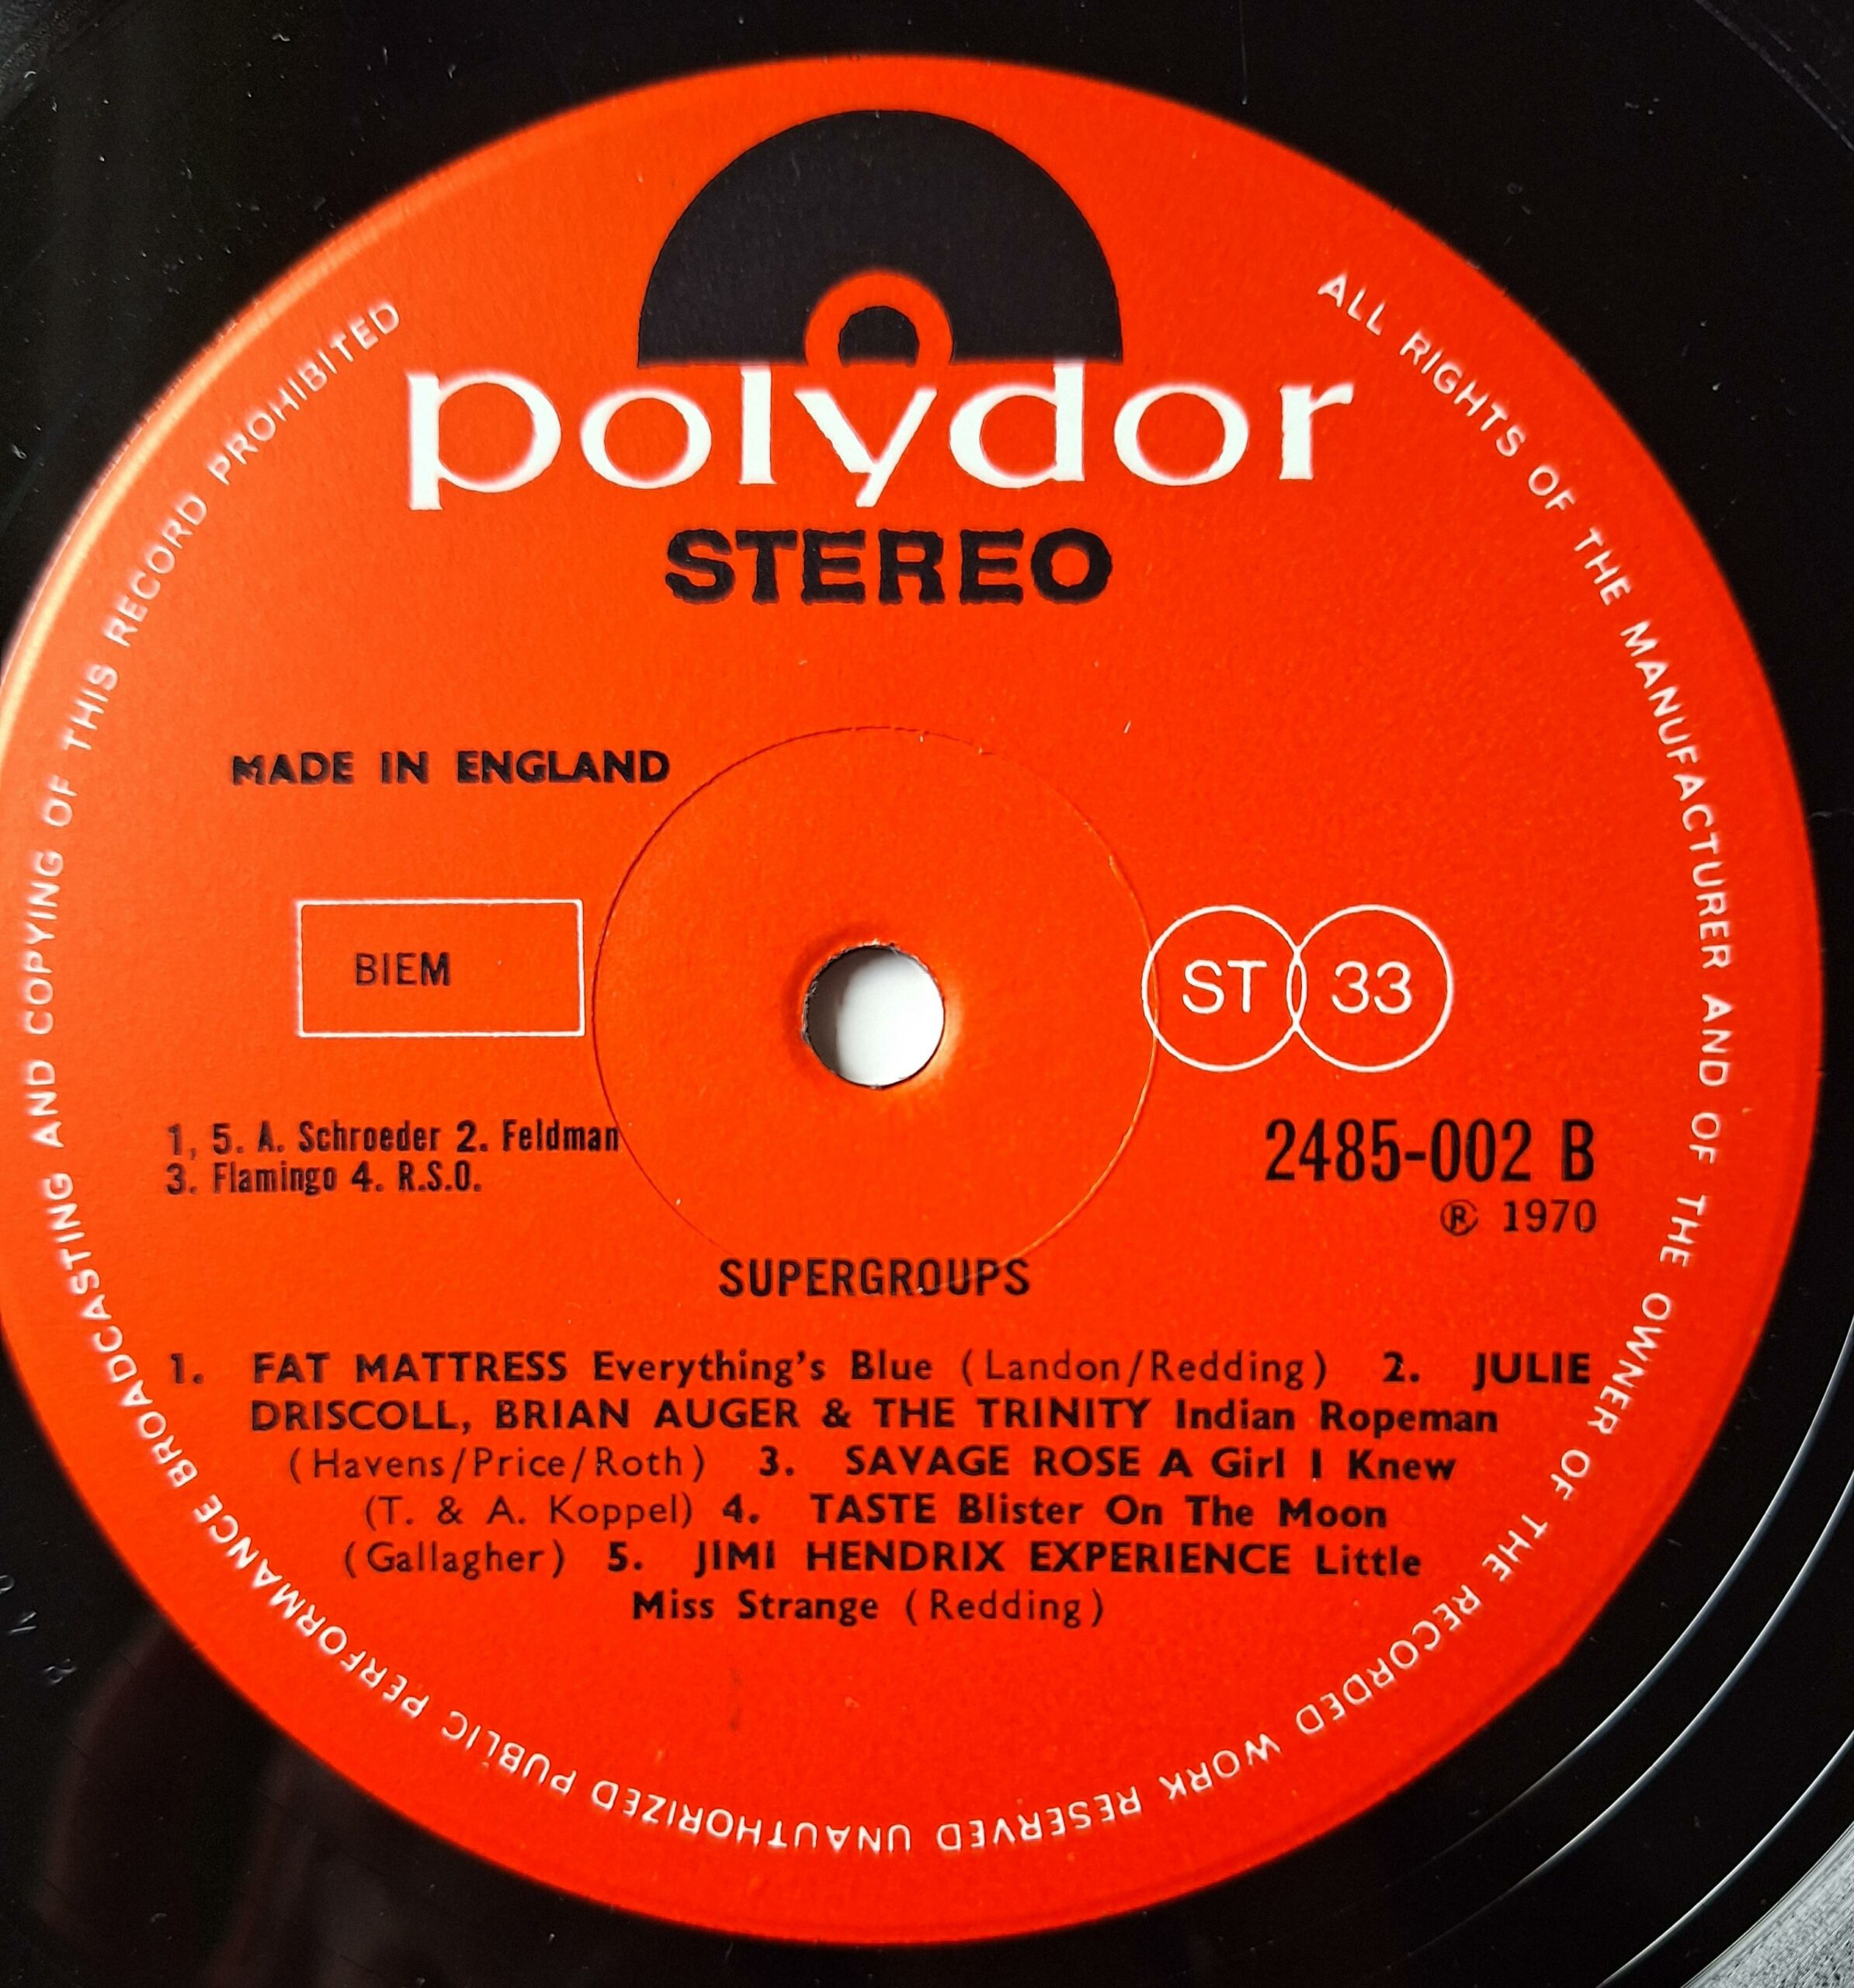 polydor
STEREO
MADE IN ENGLAND
BIEM
ST 33
1, 5. A. Schroeder 2. Feldman
3. Flamingo 4. R.S.O.
2485-002 B
Ⓡ 1970
SUPERGROUPS
1. FAT MATTRESS Everything's Blue (Landon/Redding) 2. JULIE
DRISCOLL, BRIAN AUGER & THE TRINITY Indian Ropeman
(Havens/Price/Roth) 3. SAVAGE ROSE A Girl I Knew
(T. & A. Koppel) 4. TASTE Blister On The Moon
(Gallagher) 5. JIMI HENDRIX EXPERIENCE Little
Miss Strange (Redding)
ALL RIGHTS OF THE MANUFACTURER AND OF THE OWNER OF THE RECORDED WORK RESERVED UNAUTHORIZED PUBLIC PERFORMANCE BROADCASTING AND COPYING OF THIS RECORD PROHIBITED